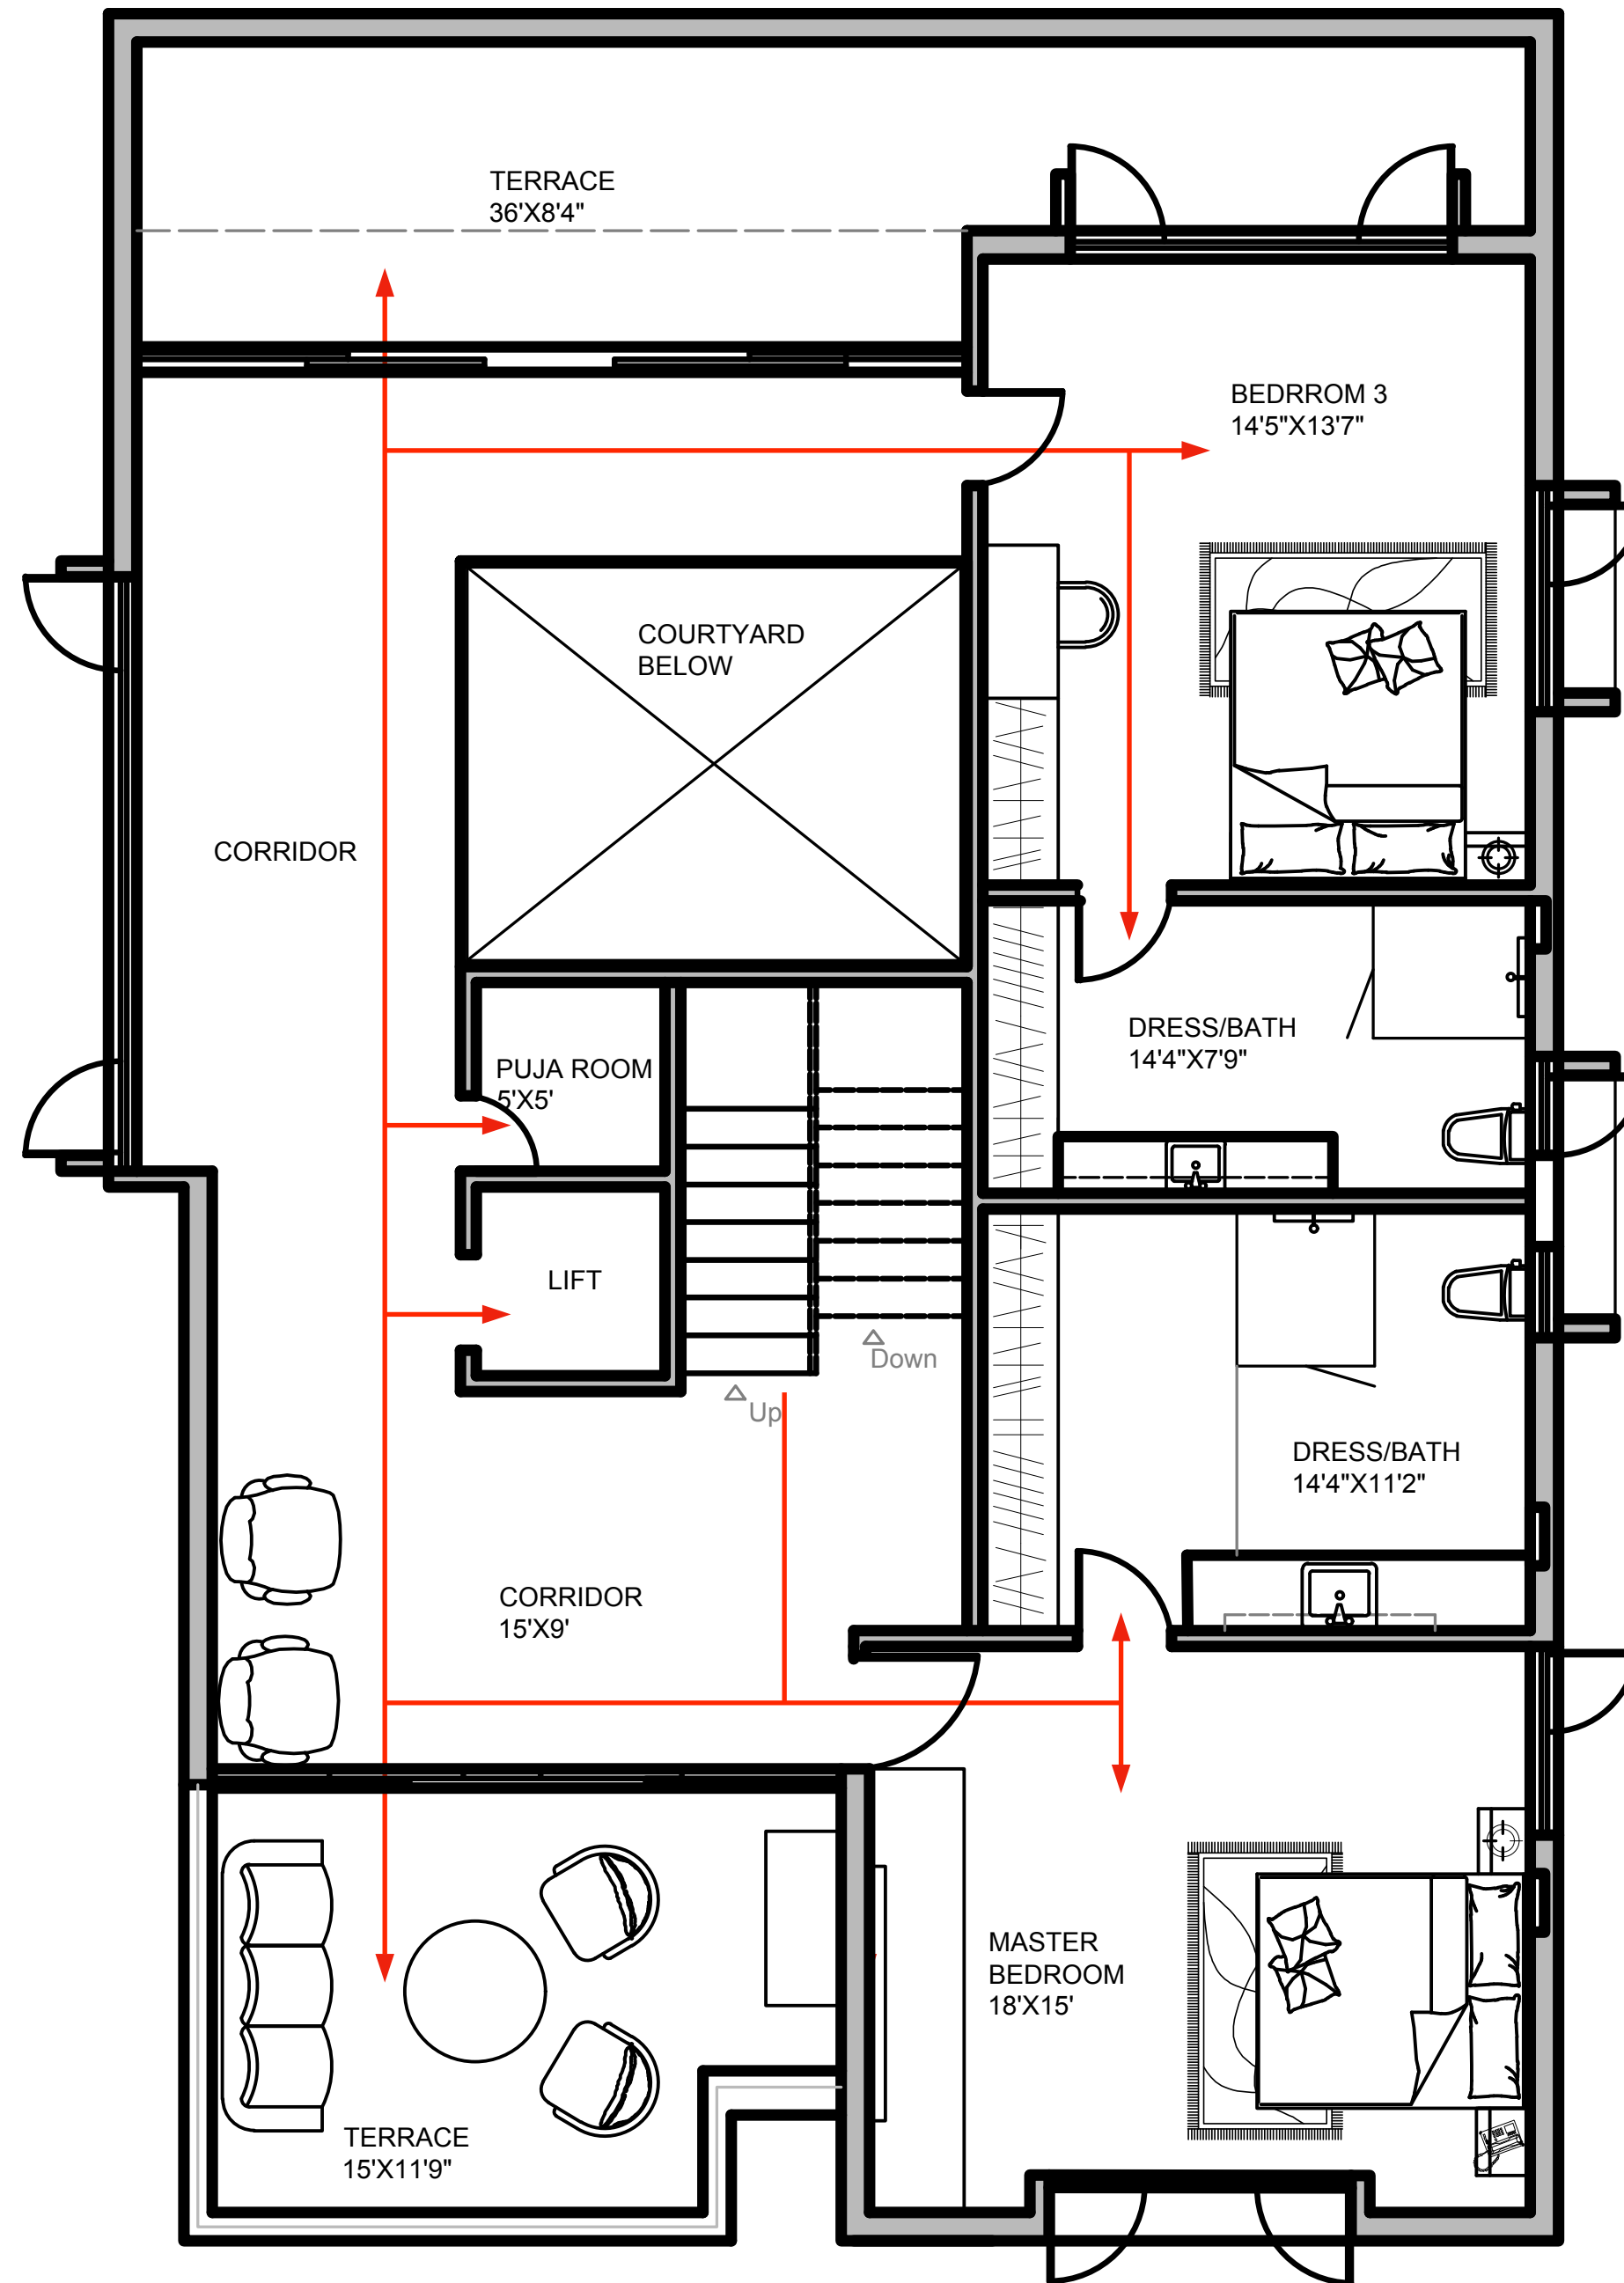 TERRACE
36'X8'4"
BEDRROM 3
14'5"X13'7"
COURTYARD
BELOW
CORRIDOR
DRESS/BATH
14'4"X7'9"
PUJA ROOM
5'X5'
LIFT
Down
Up
DRESS/BATH
14'4"X11'2"
CORRIDOR
15'X9'
MASTER
BEDROOM
18'X15'
TERRACE
15'X11'9"